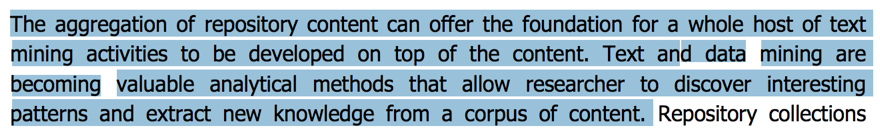 The aggregation of repository content can offer the foundation for a whole host of text
mining activities to be developed on top of the content. Text and data mining are
becoming valuable analytical methods that allow researcher to discover interesting
patterns and extract new knowledge from a corpus of content. Repository collections